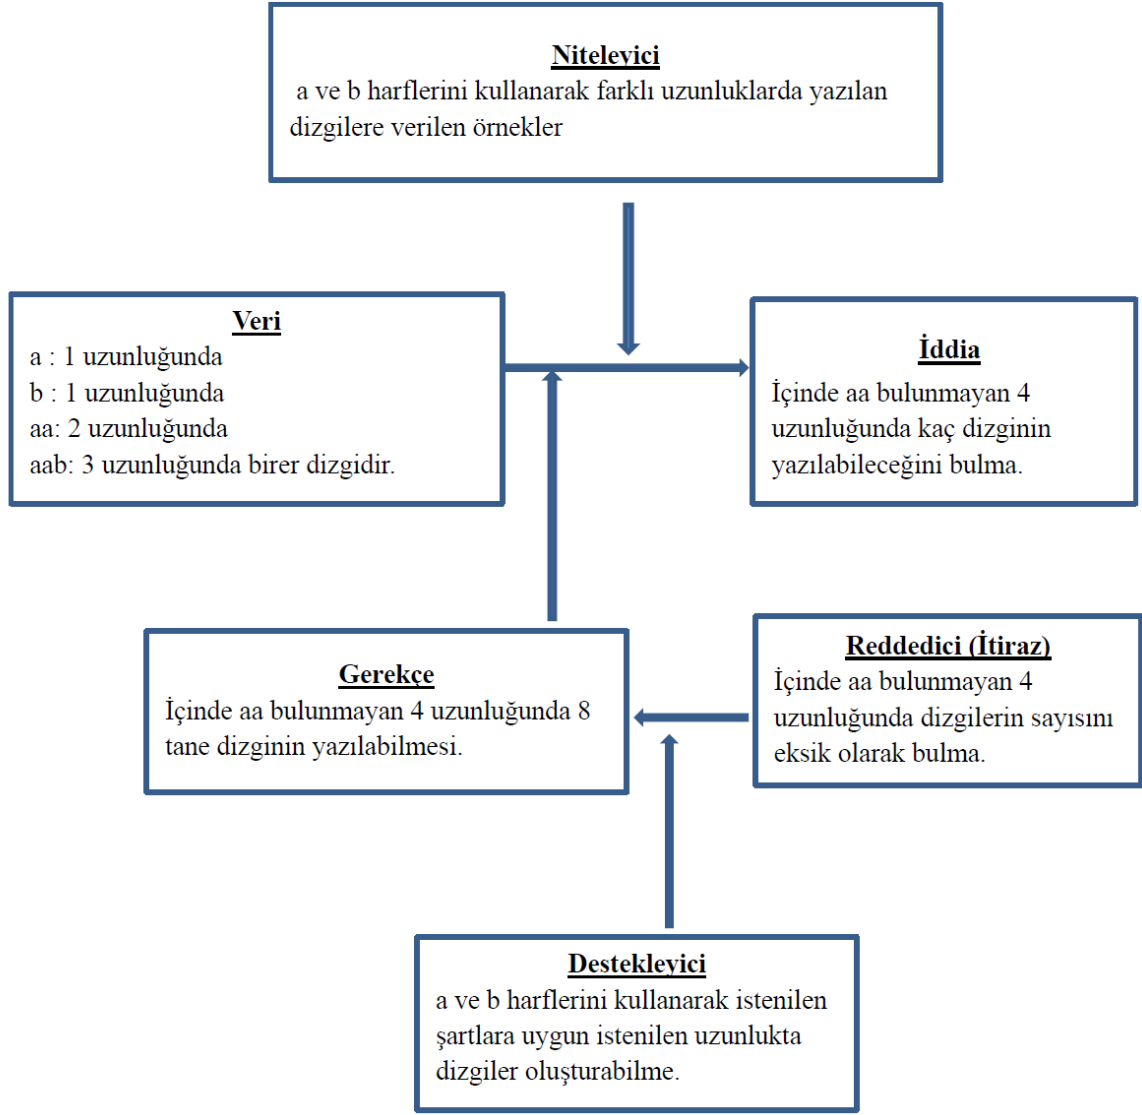 Niteleyici
a ve b harflerini kullanarak farklı uzunluklarda yazılan
dizgilere verilen örnekler
Veri
a : 1 uzunluğunda
b : 1 uzunluğunda
aa: 2 uzunluğunda
aab: 3 uzunluğunda birer dizgidir.
İddia
İçinde aa bulunmayan 4
uzunluğunda kaç dizginin
yazılabileceğini bulma.
Gerekçe
İçinde aa bulunmayan 4 uzunluğunda 8
tane dizginin yazılabilmesi.
Reddedici (İtiraz)
İçinde aa bulunmayan 4
uzunluğunda dizgilerin sayısını
eksik olarak bulma.
Destekleyici
a ve b harflerini kullanarak istenilen
şartlara uygun istenilen uzunlukta
dizgiler oluşturabilme.